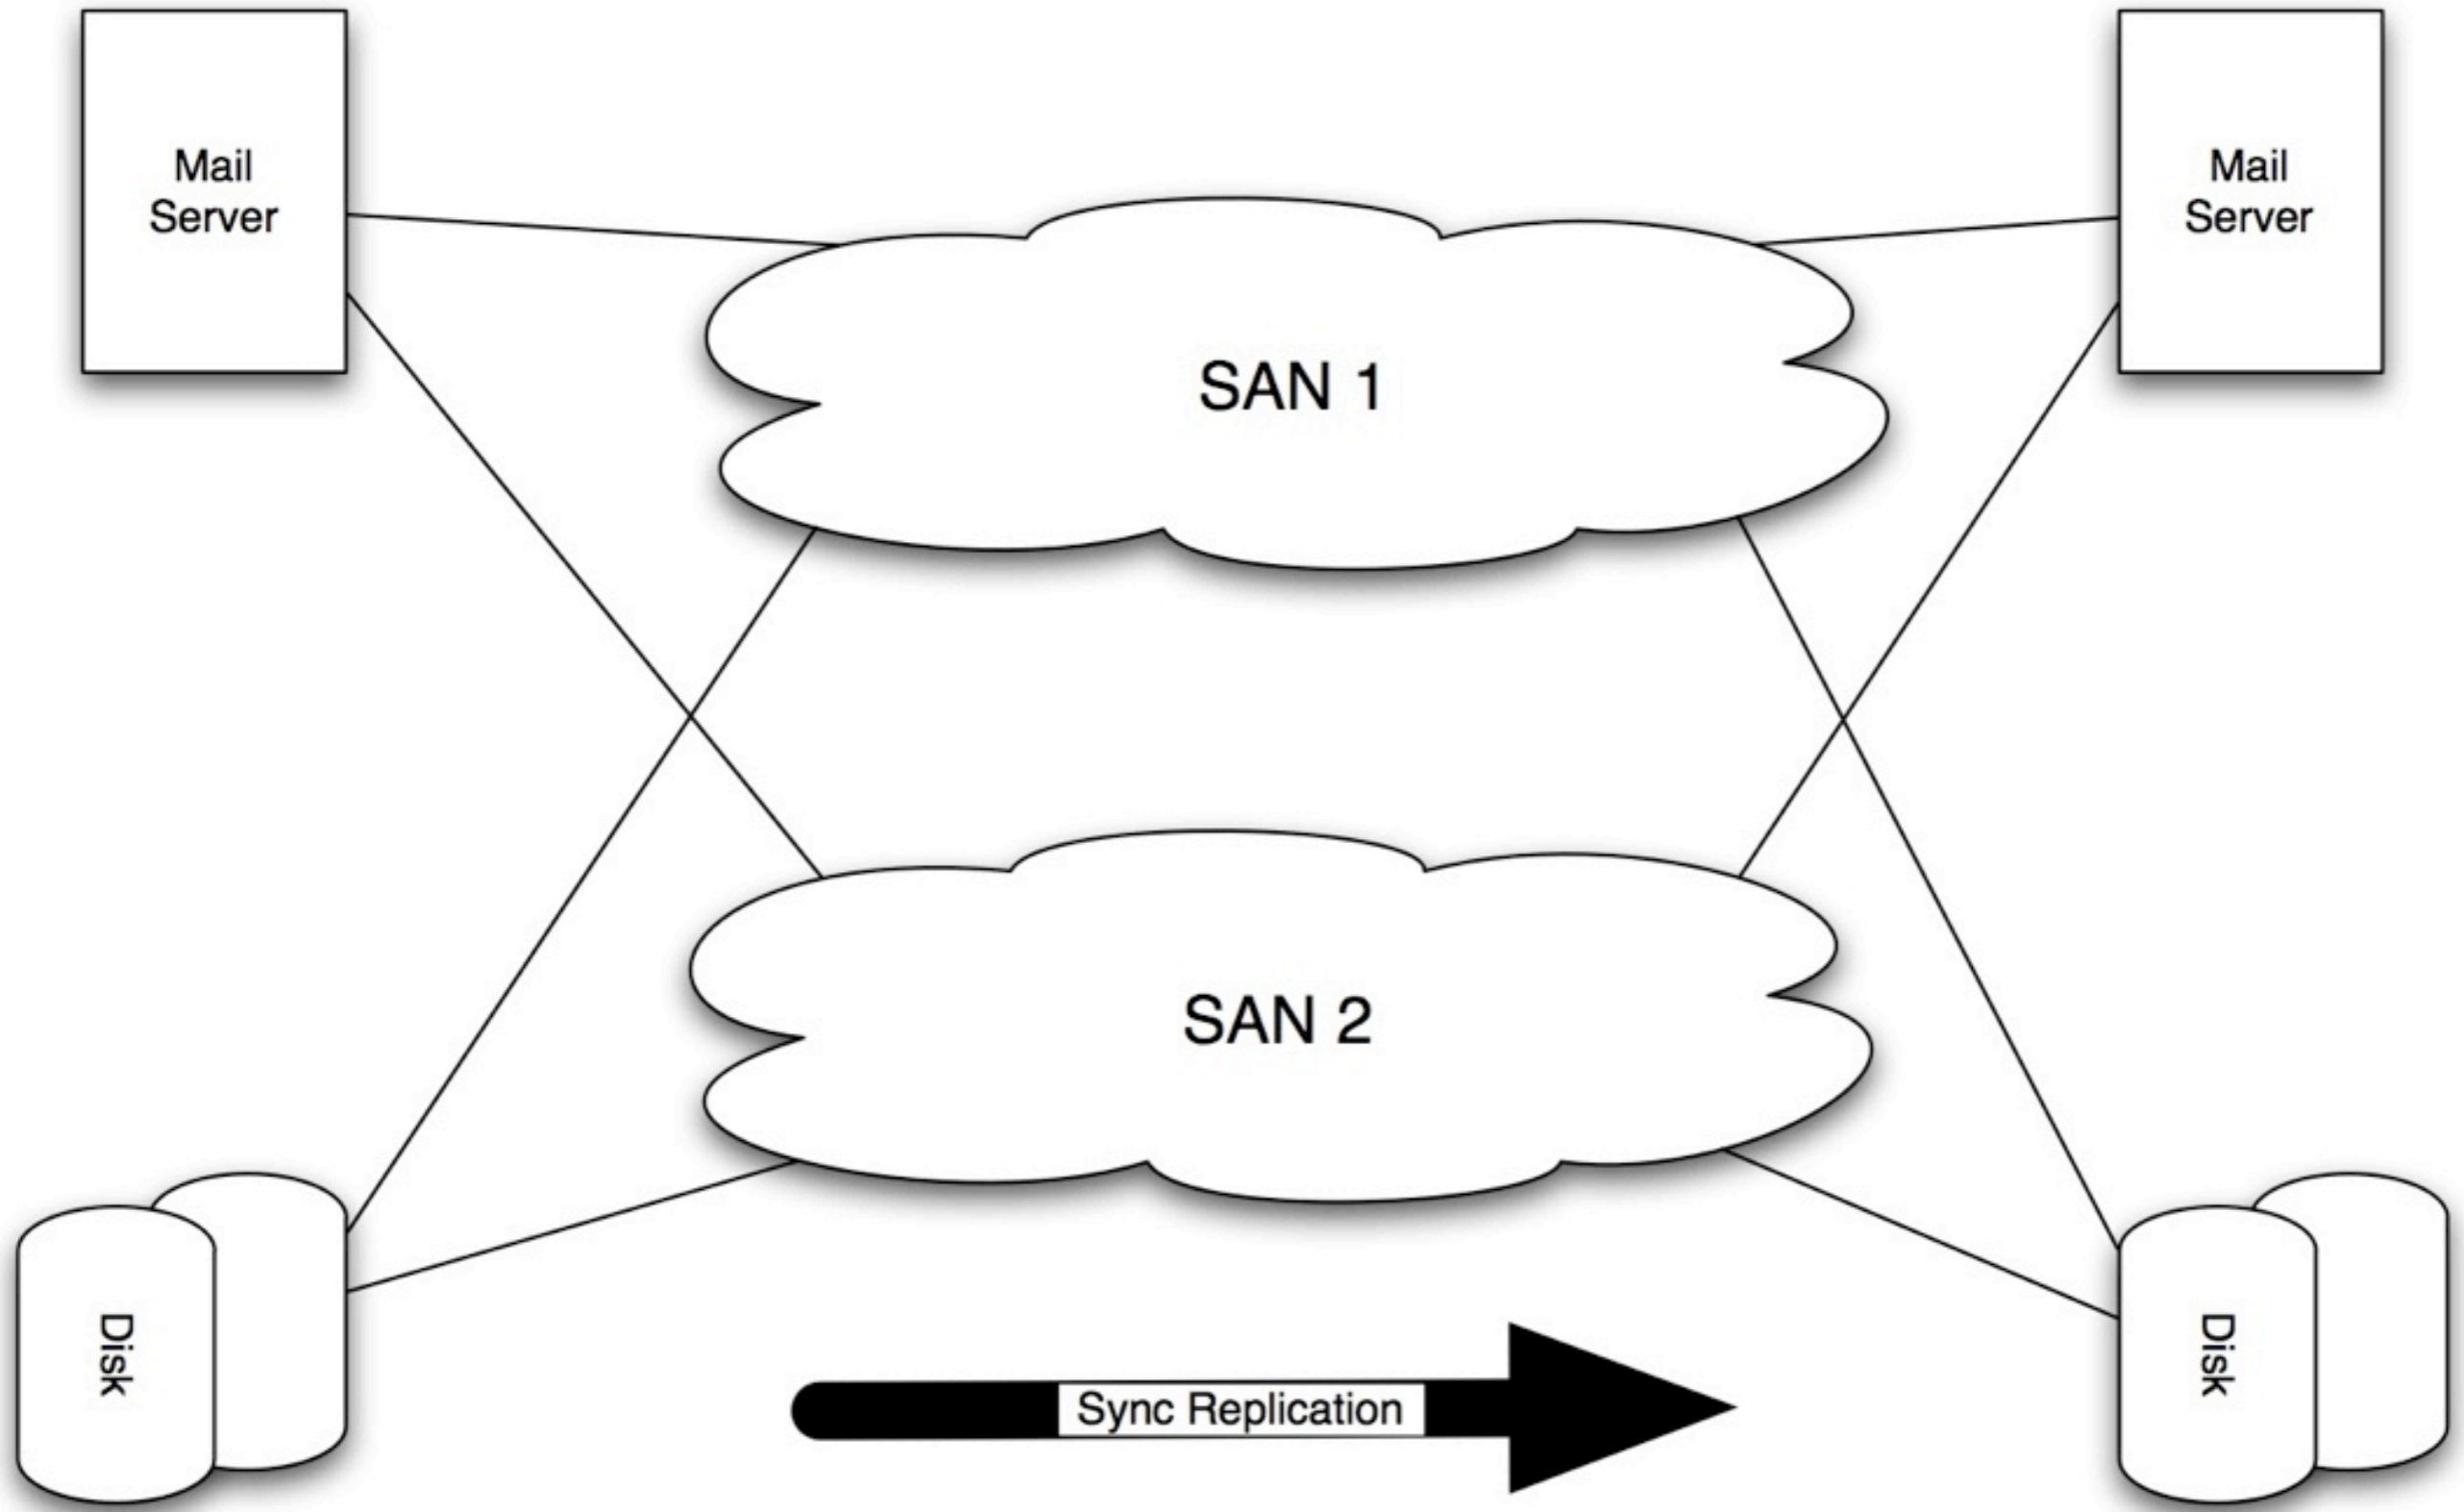 Mail
Server
Mail
Server
SAN 1
SAN 2
Disk
Disk
Sync Replication